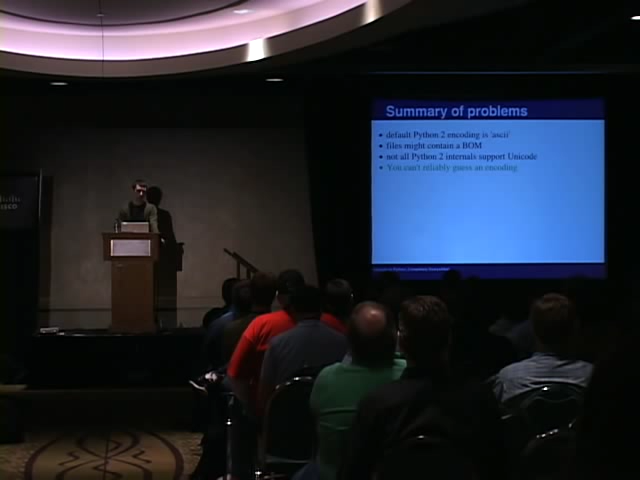 Summary of problems
• default Python 2 encoding is 'ascii'
• files might contain a BOM
• not all Python 2 internals support Unicode
• You can't reliably guess an encoding